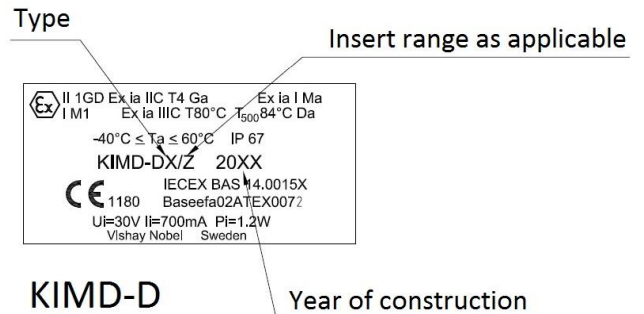 Type
Insert range as applicable
Ex II 1GD Ex ia IIC T4 Ga Ex ia I Ma
I M1 Ex ia IIIC T80°C T500 84°C Da
-40°C ≤ Ta ≤ 60°C IP 67
KIMD-DX/Z 20XX
IECEX BAS 14.0015X
CE 1180 Baseefa02ATEX0072
Ui=30V Ii=700mA Pi=1.2W
Vishay Nobel Sweden
KIMD-D
Year of construction